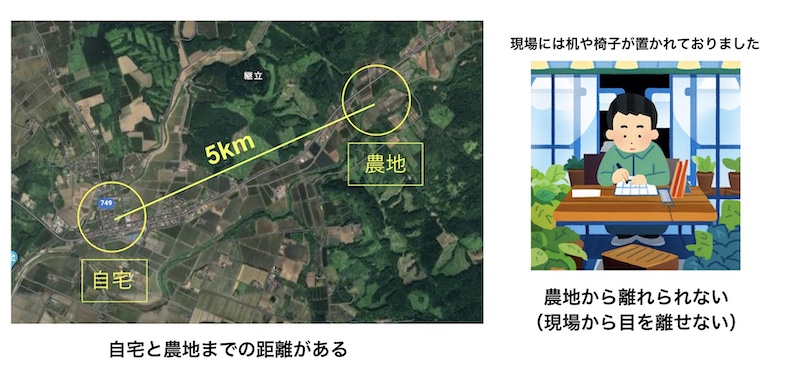 継立
5km
農地
749
自宅
自宅と農地までの距離がある
現場には机や椅子が置かれておりました
農地から離れられない
（現場から目を離せない）